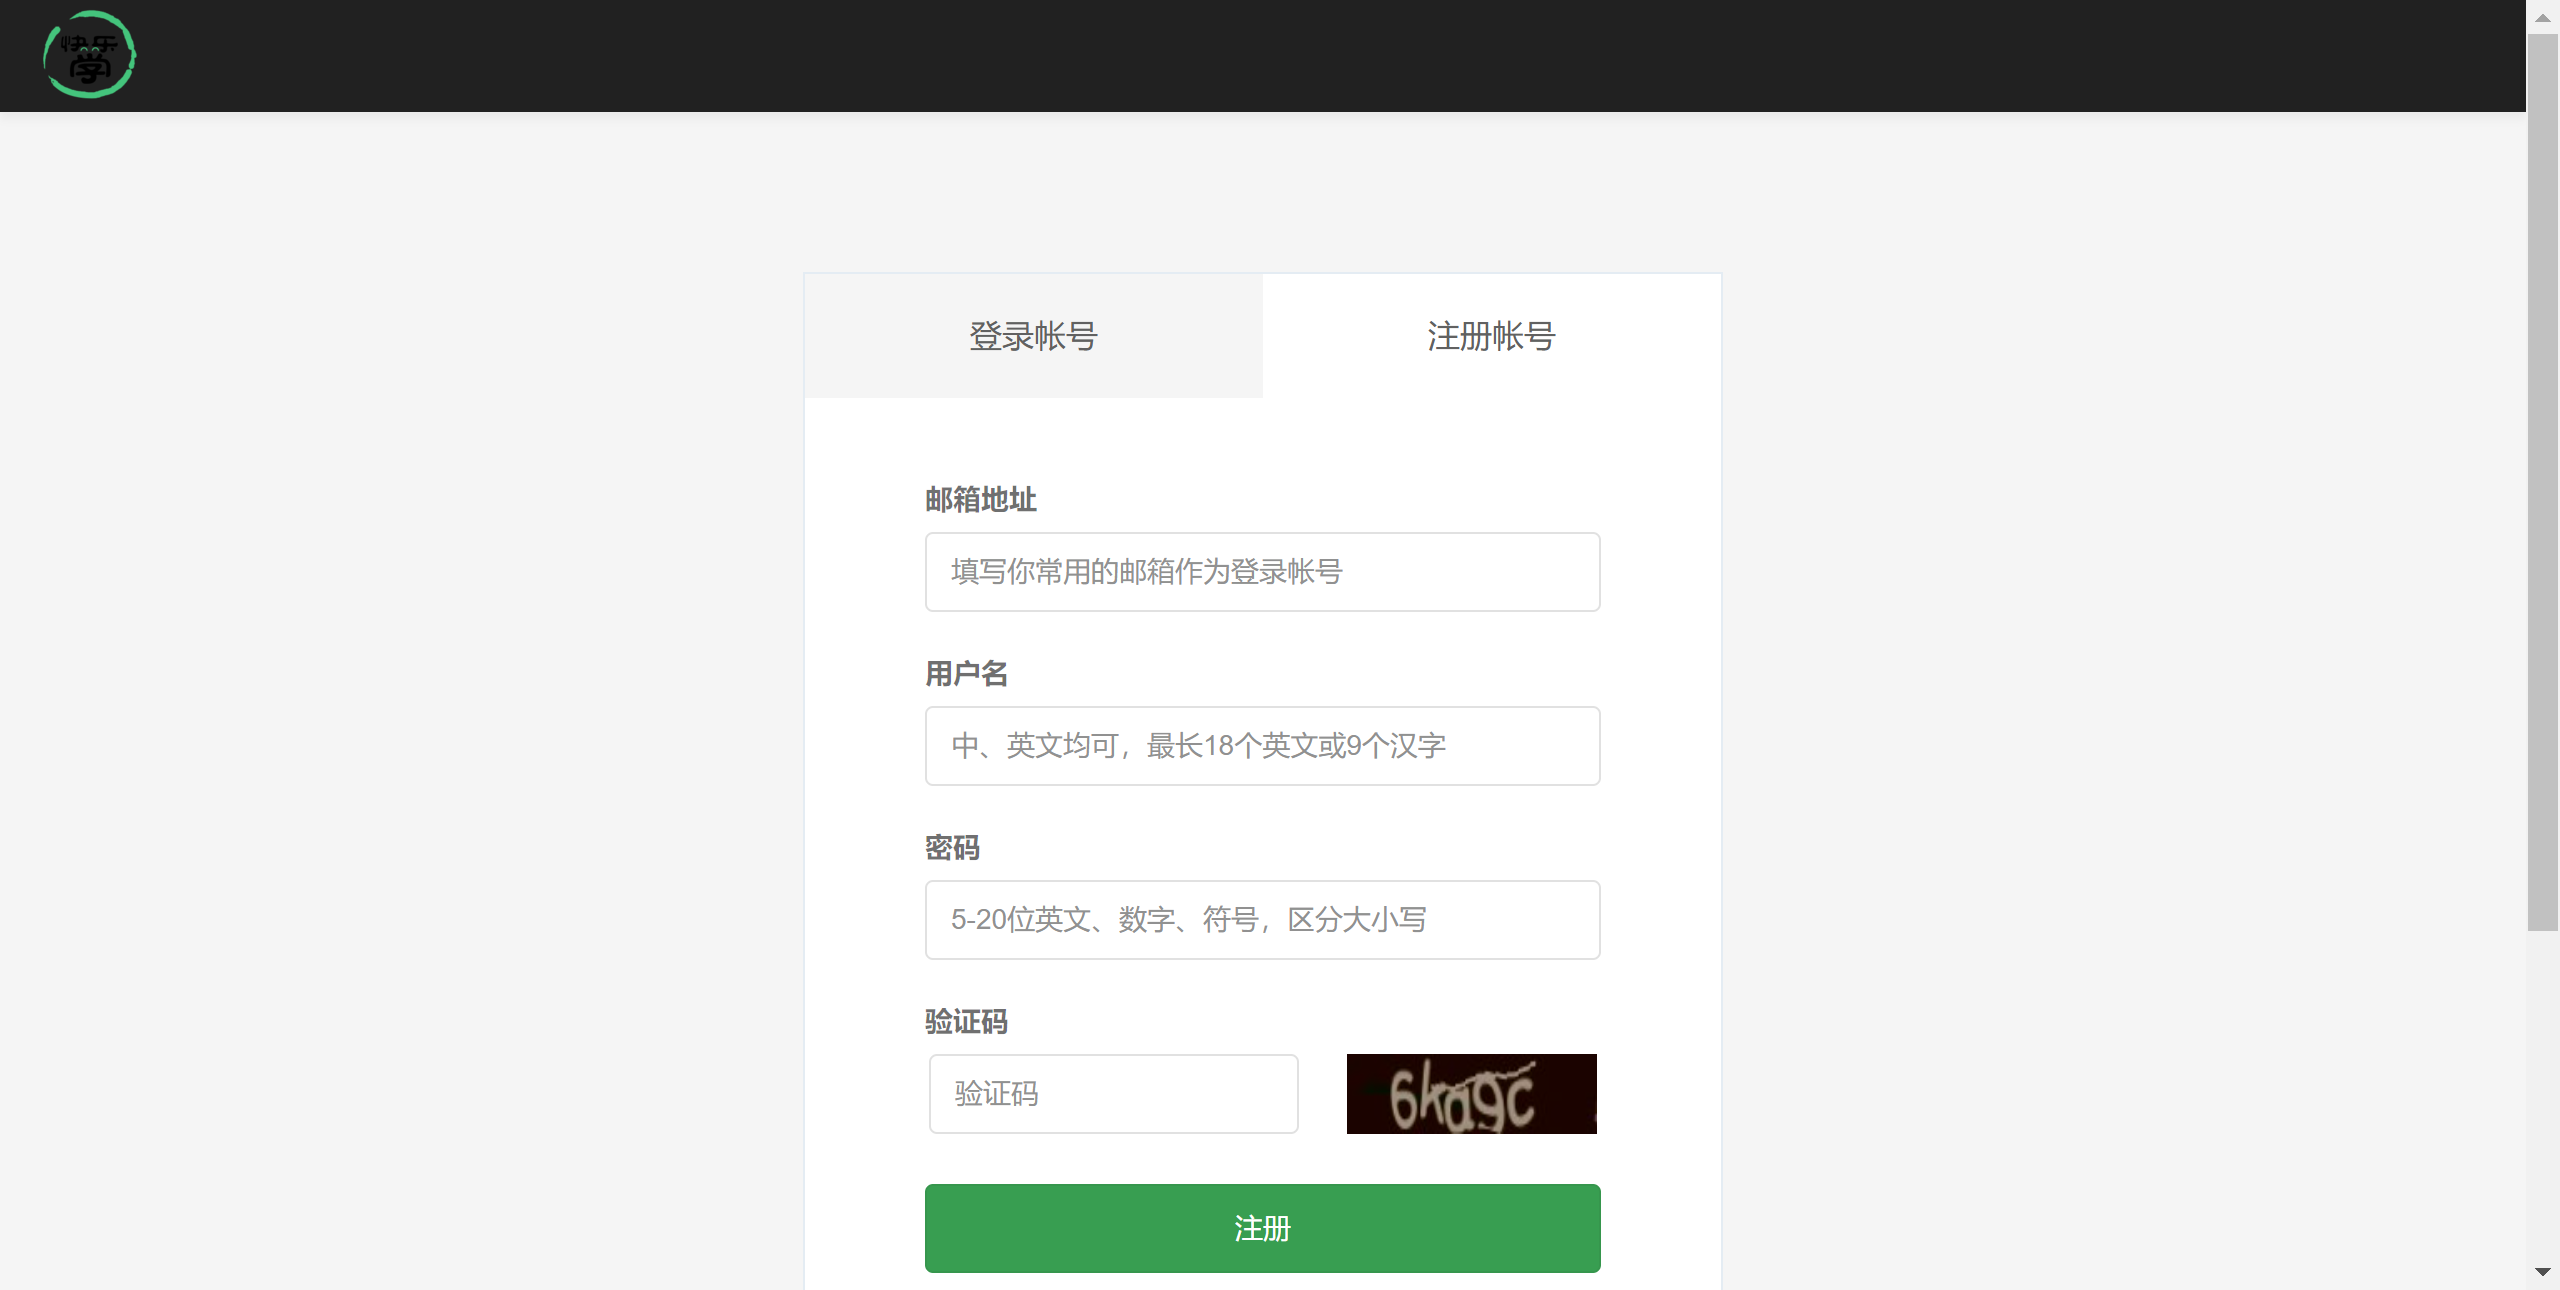 快乐
学
登录帐号
注册帐号
邮箱地址
填写你常用的邮箱作为登录帐号
用户名
中、英文均可，最长18个英文或9个汉字
密码
5-20位英文、数字、符号，区分大小写
验证码
验证码
6kagc
注册